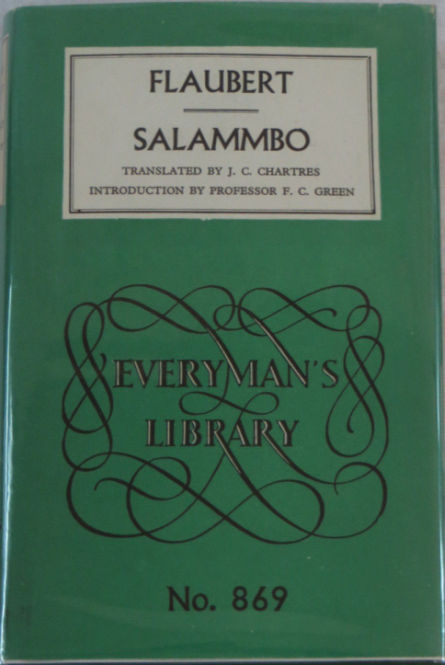 FLAUBERT
SALAMMBO
TRANSLATED BY J. C. CHARTRES
INTRODUCTION BY PROFESSOR F. C. GREEN
EVERYMAN'S
LIBRARY
No. 869